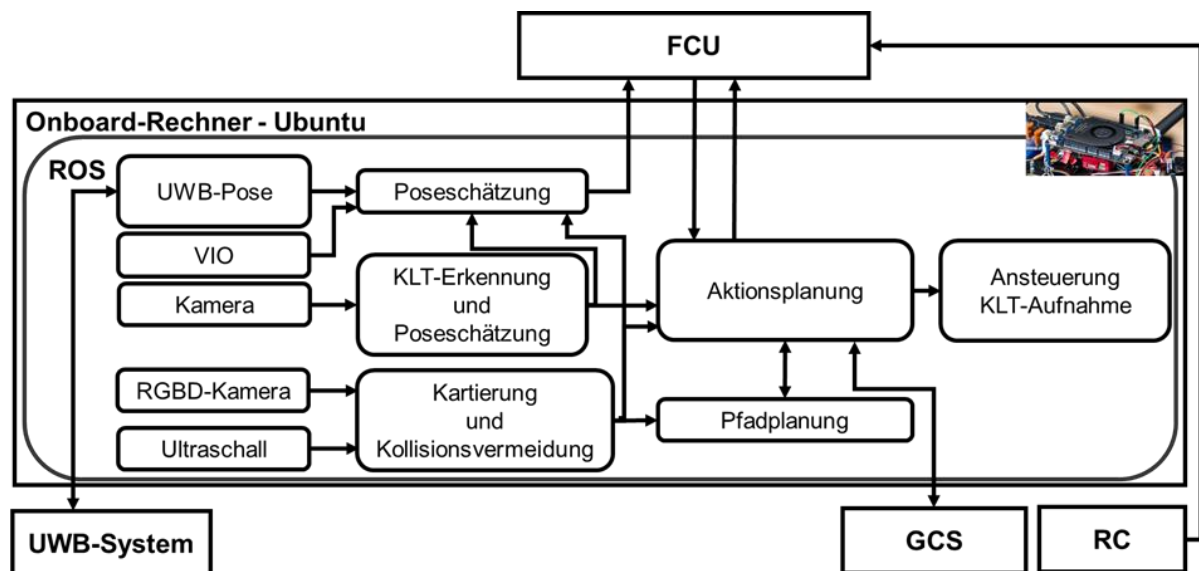 FCU
Onboard-Rechner - Ubuntu
ROS
UWB-Pose
Poseschätzung
VIO
Kamera
KLT-Erkennung
und
Poseschätzung
Aktionsplanung
Ansteuerung
KLT-Aufnahme
RGBD-Kamera
Ultraschall
Kartierung
und
Kollisionsvermeidung
Pfadplanung
UWB-System
GCS
RC